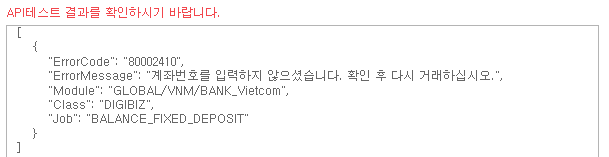 API테스트 결과를 확인하시기 바랍니다.
[
{
"ErrorCode": "80002410",
"ErrorMessage": "계좌번호를 입력하지 않으셨습니다. 확인 후 다시 거래하십시오.",
"Module": "GLOBAL/VNM/BANK_Vietcom",
"Class": "DIGIBIZ",
"Job": "BALANCE_FIXED_DEPOSIT"
}
]